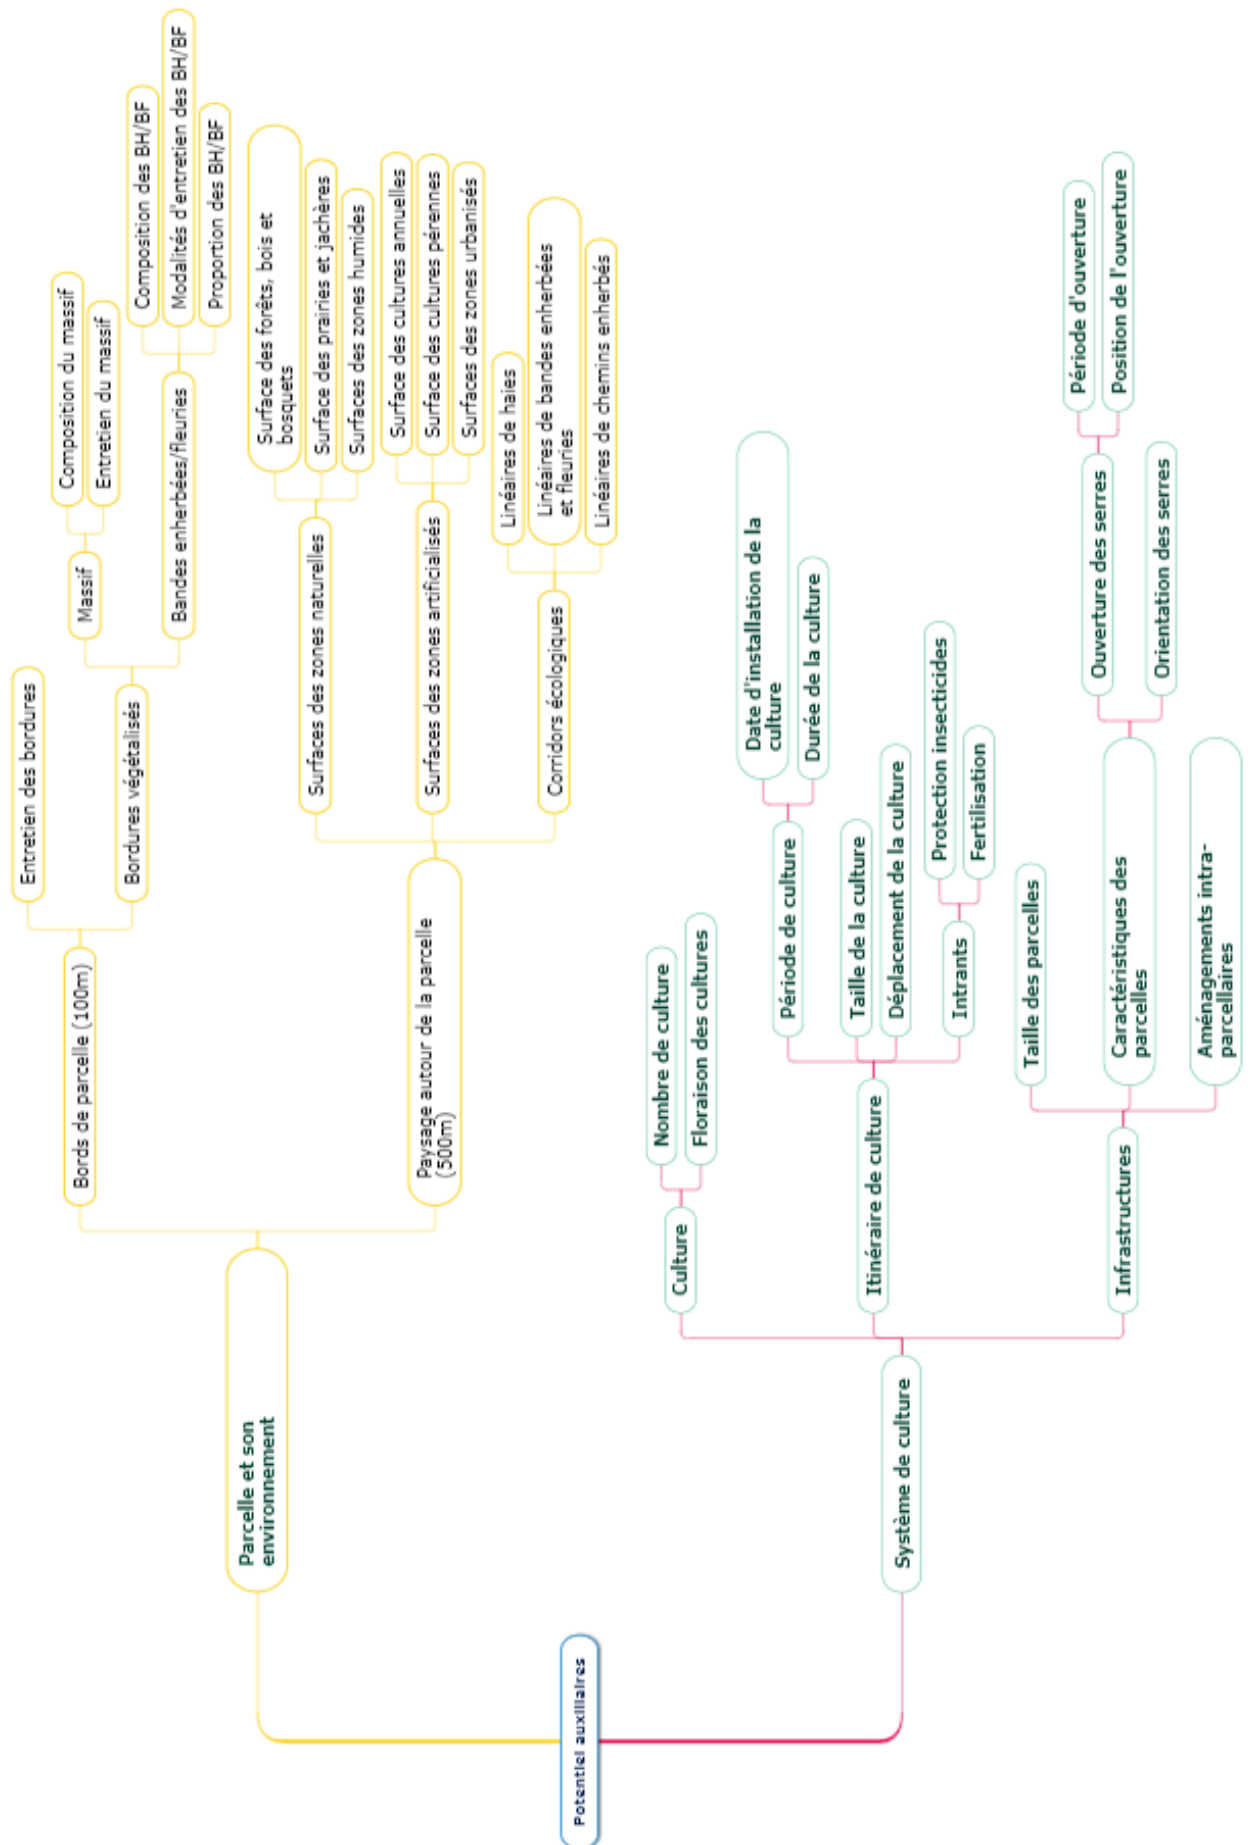 Potentiel auxiliaires
Parcelle et son
environnement
Bords de parcelle (100m)
Entretien des bordures
Bordures végétalisés
Massif
Composition du massif
Entretien du massif
Bandes enherbées/fleuries
Composition des BH/BF
Modalités d'entretien des BH/BF
Proportion des BH/BF
Paysage autour de la parcelle
(500m)
Surfaces des zones naturelles
Surface des forêts, bois et
bosquets
Surface des prairies et jachères
Surfaces des zones humides
Surfaces des zones artificialisés
Surface des cultures annuelles
Surface des cultures pérennes
Surfaces des zones urbanisés
Corridors écologiques
Linéaires de haies
Linéaires de bandes enherbées
et fleuries
Linéaires de chemins enherbés
Système de culture
Culture
Nombre de culture
Floraison des cultures
Itinéraire de culture
Période de culture
Date d'installation de la
culture
Durée de la culture
Taille de la culture
Déplacement de la culture
Intrants
Protection insecticides
Fertilisation
Infrastructures
Taille des parcelles
Caractéristiques des
parcelles
Ouverture des serres
Période d'ouverture
Position de l'ouverture
Orientation des serres
Aménagements intra-
parcellaires